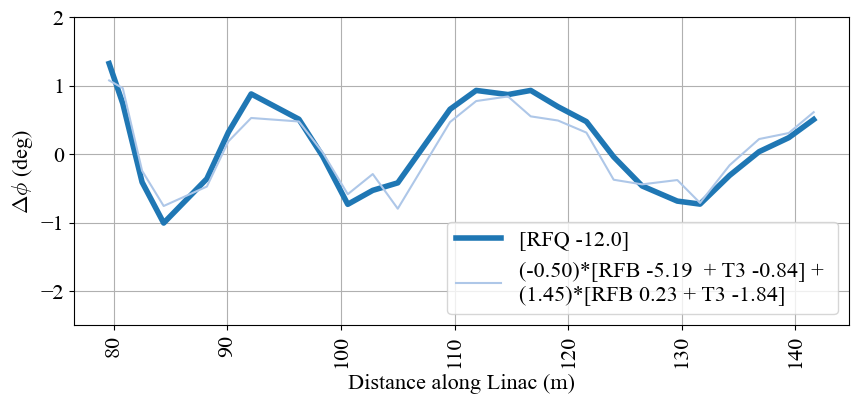 2
1
0
−1
−2
Δϕ (deg)
80
90
100
110
120
130
140
Distance along Linac (m)
[RFQ -12.0]
(-0.50)*[RFB -5.19  + T3 -0.84] +
(1.45)*[RFB 0.23 + T3 -1.84]